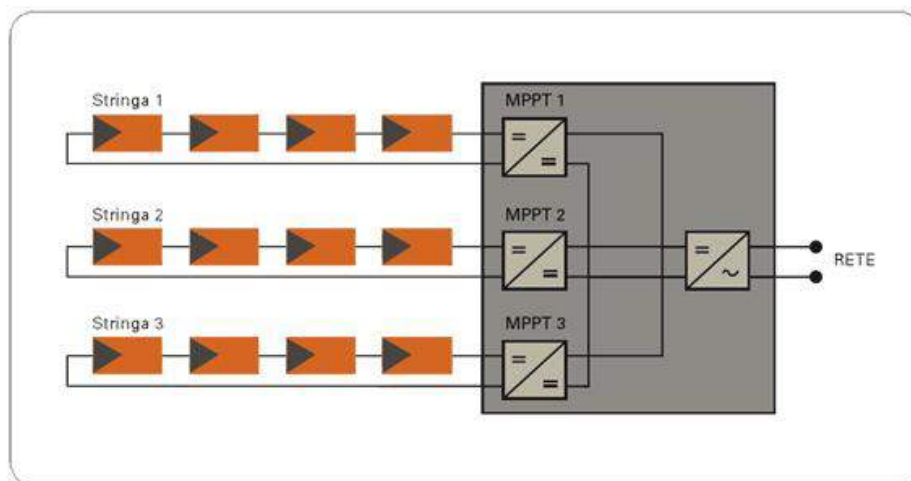 Stringa 1
MPPT 1
Stringa 2
MPPT 2
RETE
Stringa 3
MPPT 3